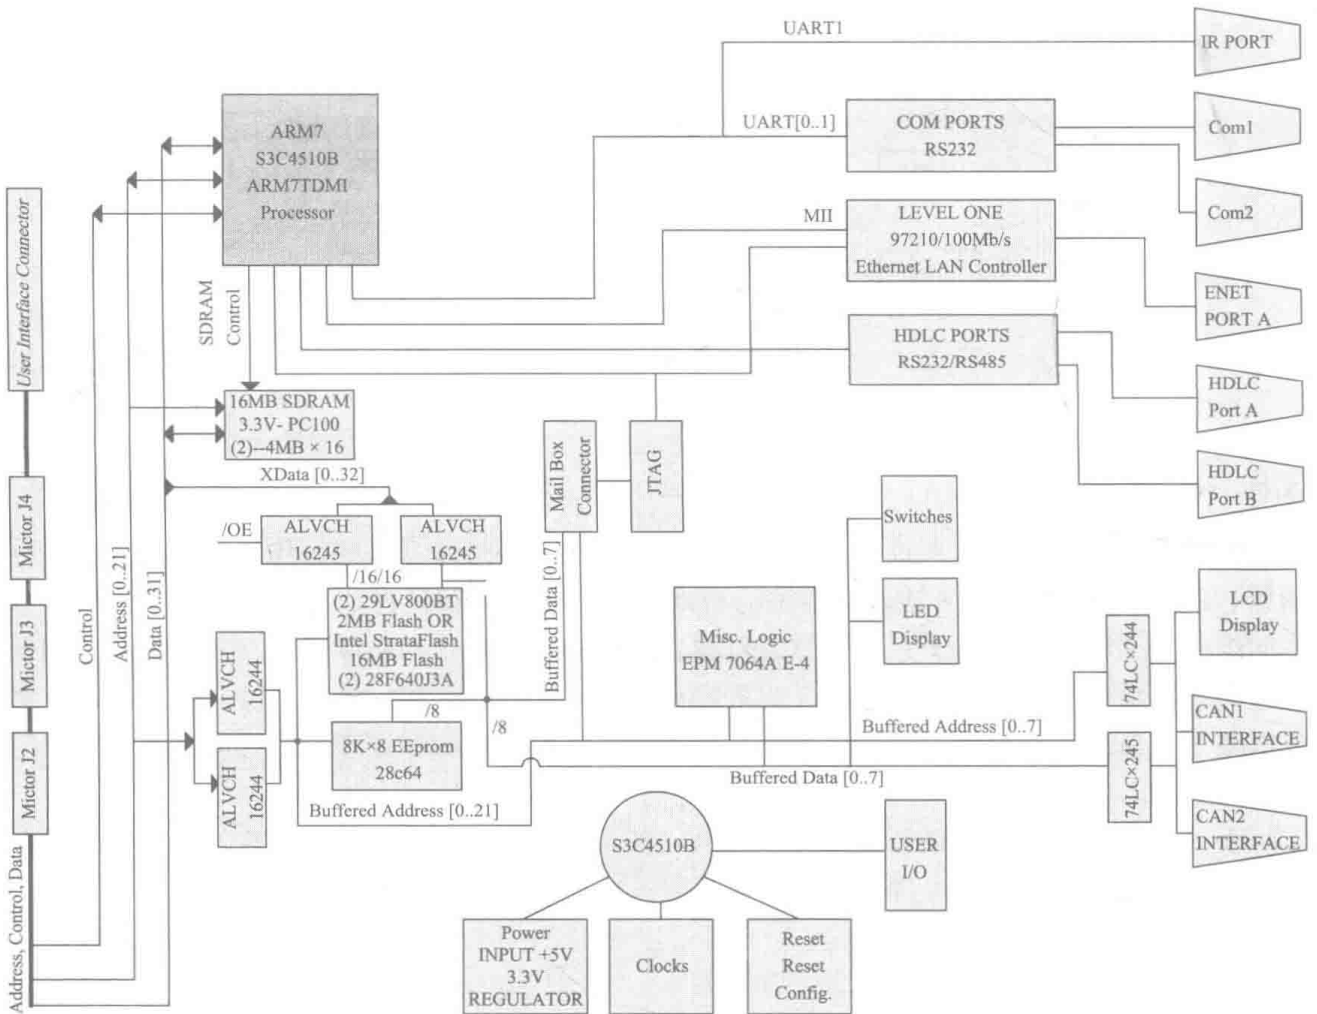 UART1
IR PORT
ARM7
S3C4510B
ARM7TDMI
Processor
UART[0..1]
COM PORTS
RS232
Com1
Com2
MII
LEVEL ONE
97210/100Mb/s
Ethernet LAN Controller
ENET
PORT A
User Interface Connector
SDRAM
Control
HDLC PORTS
RS232/RS485
HDLC
Port A
HDLC
Port B
16MB SDRAM
3.3V- PC100
(2)--4MB × 16
XData [0..32]
Mail Box
Connector
JTAG
Switches
Mictor J4
Mictor J3
Mictor J2
Control
Address [0..21]
Data [0..31]
/OE
ALVCH
16245
ALVCH
16245
/16/16
(2) 29LV800BT
2MB Flash OR
Intel StrataFlash
16MB Flash
(2) 28F640J3A
Buffered Data [0..7]
Misc. Logic
EPM 7064A E-4
LED
Display
LCD
Display
74LC×244
74LC×245
ALVCH
16244
ALVCH
16244
/8
/8
8K×8 EEprom
28c64
Buffered Address [0..7]
Buffered Data [0..7]
Buffered Address [0..21]
CAN1
INTERFACE
CAN2
INTERFACE
S3C4510B
USER
I/O
Address, Control, Data
Power
INPUT +5V
3.3V
REGULATOR
Clocks
Reset
Reset
Config.